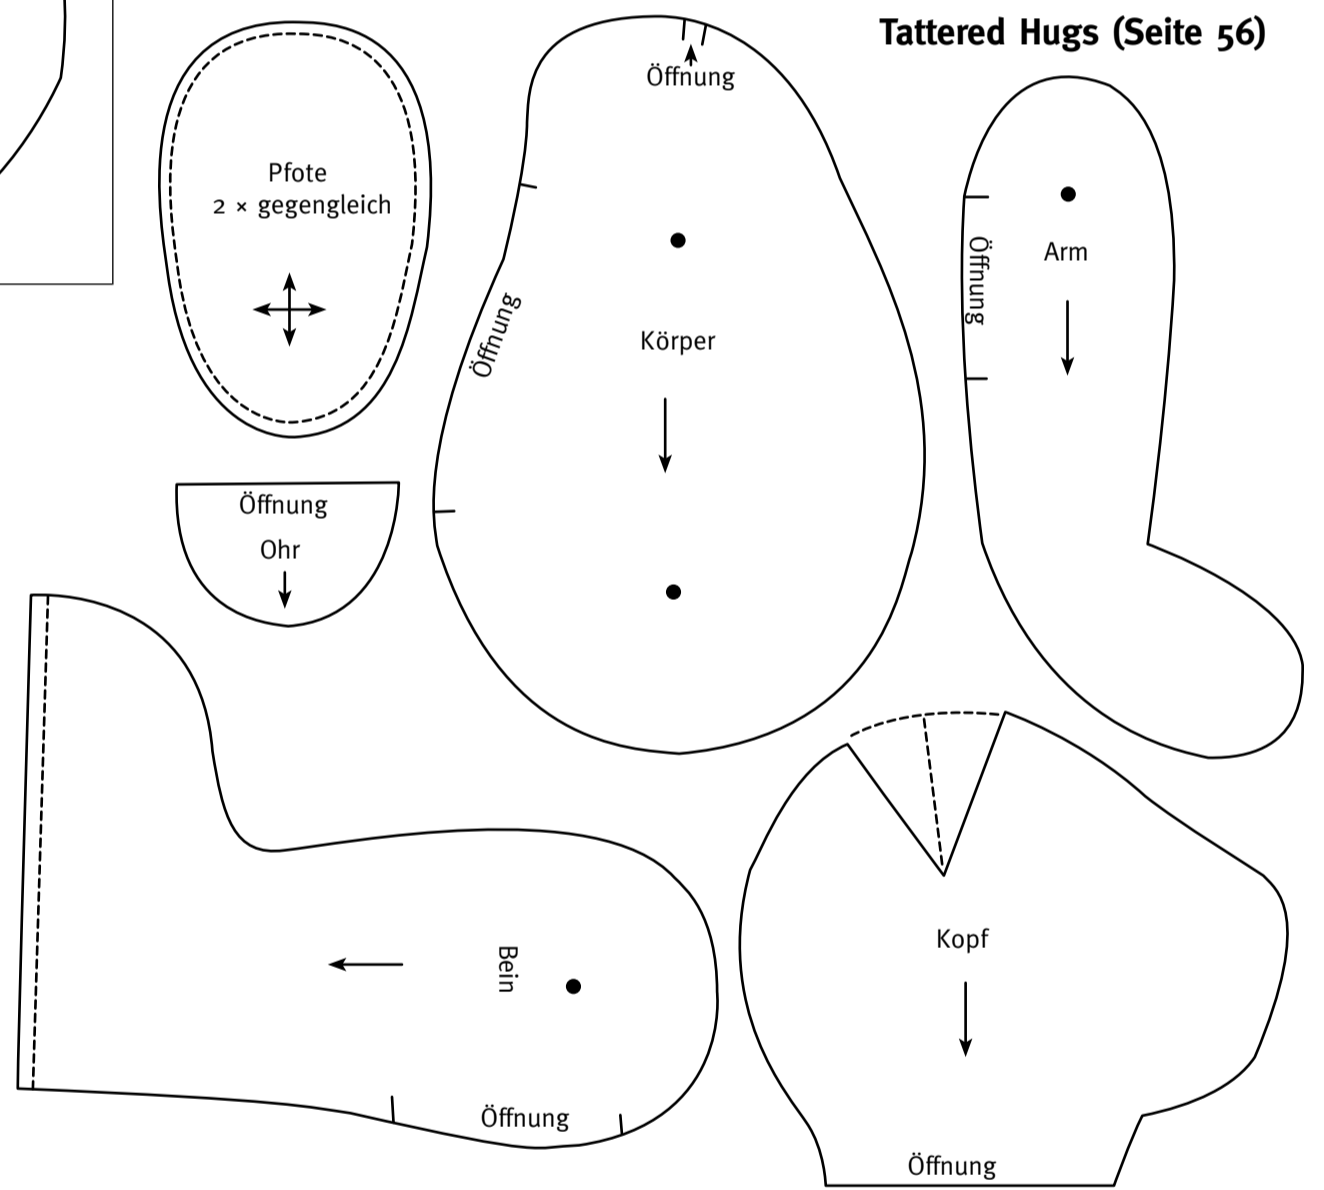 Tattered Hugs (Seite 56)
Öffnung
Pfote
2 × gegengleich
Öffnung
Arm
Öffnung
Körper
Öffnung
Ohr
Kopf
Bein
Öffnung
Öffnung